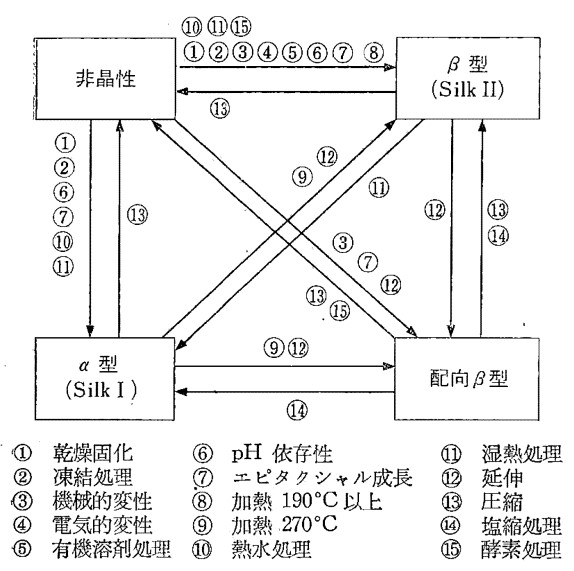 ⑩ ⑪ ⑮
① ② ③ ④ ⑤ ⑥ ⑦ ⑧
非晶性
β 型
(Silk II)
⑬
①
②
⑥
⑦
⑩
⑪
⑬
⑫
⑨
⑪
⑫
⑬
⑭
③
⑦
⑫
⑬
⑮
α 型
(Silk I)
⑨ ⑫
⑭
配向β型
① 乾燥固化
② 凍結処理
③ 機械的変性
④ 電気的変性
⑤ 有機溶剤処理
⑥ pH 依存性
⑦ エピタクシャル成長
⑧ 加熱 190°C 以上
⑨ 加熱 270°C
⑩ 熱水処理
⑪ 湿熱処理
⑫ 延伸
⑬ 圧縮
⑭ 塩縮処理
⑮ 酵素処理